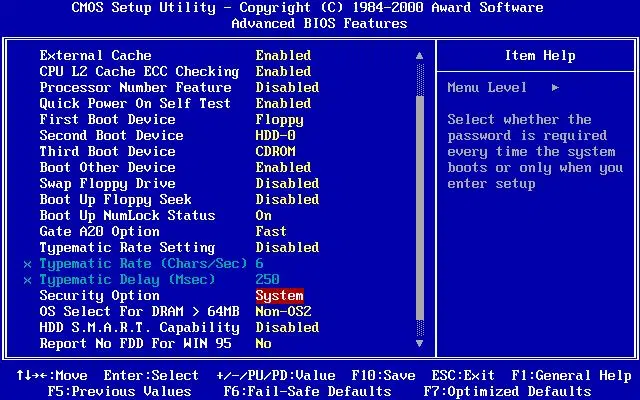 CMOS Setup Utility - Copyright (C) 1984-2000 Award Software
Advanced BIOS Features
External Cache Enabled
CPU L2 Cache ECC Checking Enabled
Processor Number Feature Disabled
Quick Power On Self Test Enabled
First Boot Device Floppy
Second Boot Device HDD-0
Third Boot Device CDROM
Boot Other Device Enabled
Swap Floppy Drive Disabled
Boot Up Floppy Seek Disabled
Boot Up NumLock Status On
Gate A20 Option Fast
Typematic Rate Setting Disabled
x Typematic Rate (Chars/Sec) 6
x Typematic Delay (Msec) 250
Security Option System
OS Select For DRAM > 64MB Non-OS2
HDD S.M.A.R.T. Capability Disabled
Report No FDD For WIN 95 No
Item Help
Menu Level ▶
Select whether the
password is required
every time the system
boots or only when you
enter setup
↑↓→←:Move Enter:Select +/-/PU/PD:Value F10:Save ESC:Exit F1:General Help
F5:Previous Values F6:Fail-Safe Defaults F7:Optimized Defaults